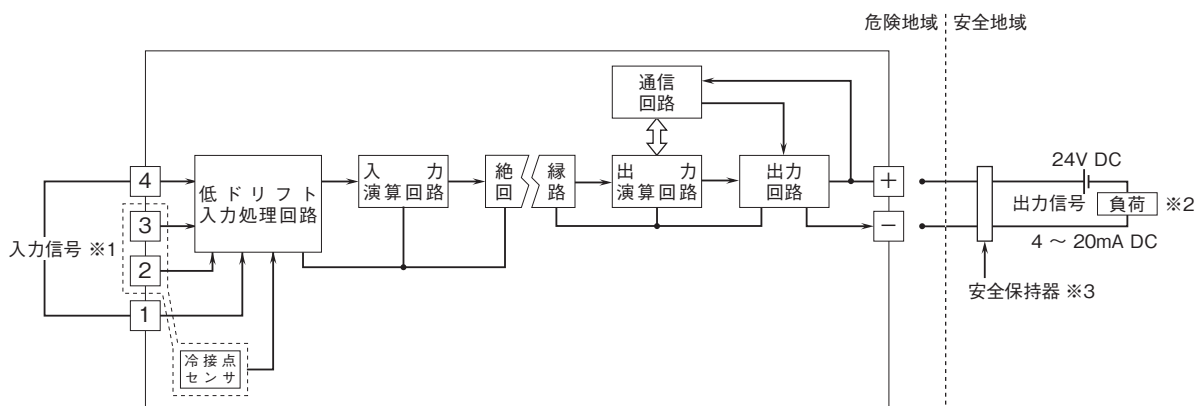 危険地域
安全地域
通信
回路
4
3
2
1
入力信号 ※1
低ドリフト
入力処理回路
入 力
演算回路
絶 縁
回 路
出 力
演算回路
出力
回路
+
−
冷接点
センサ
24V DC
出力信号
負荷 ※2
4 ～ 20mA DC
安全保持器 ※3